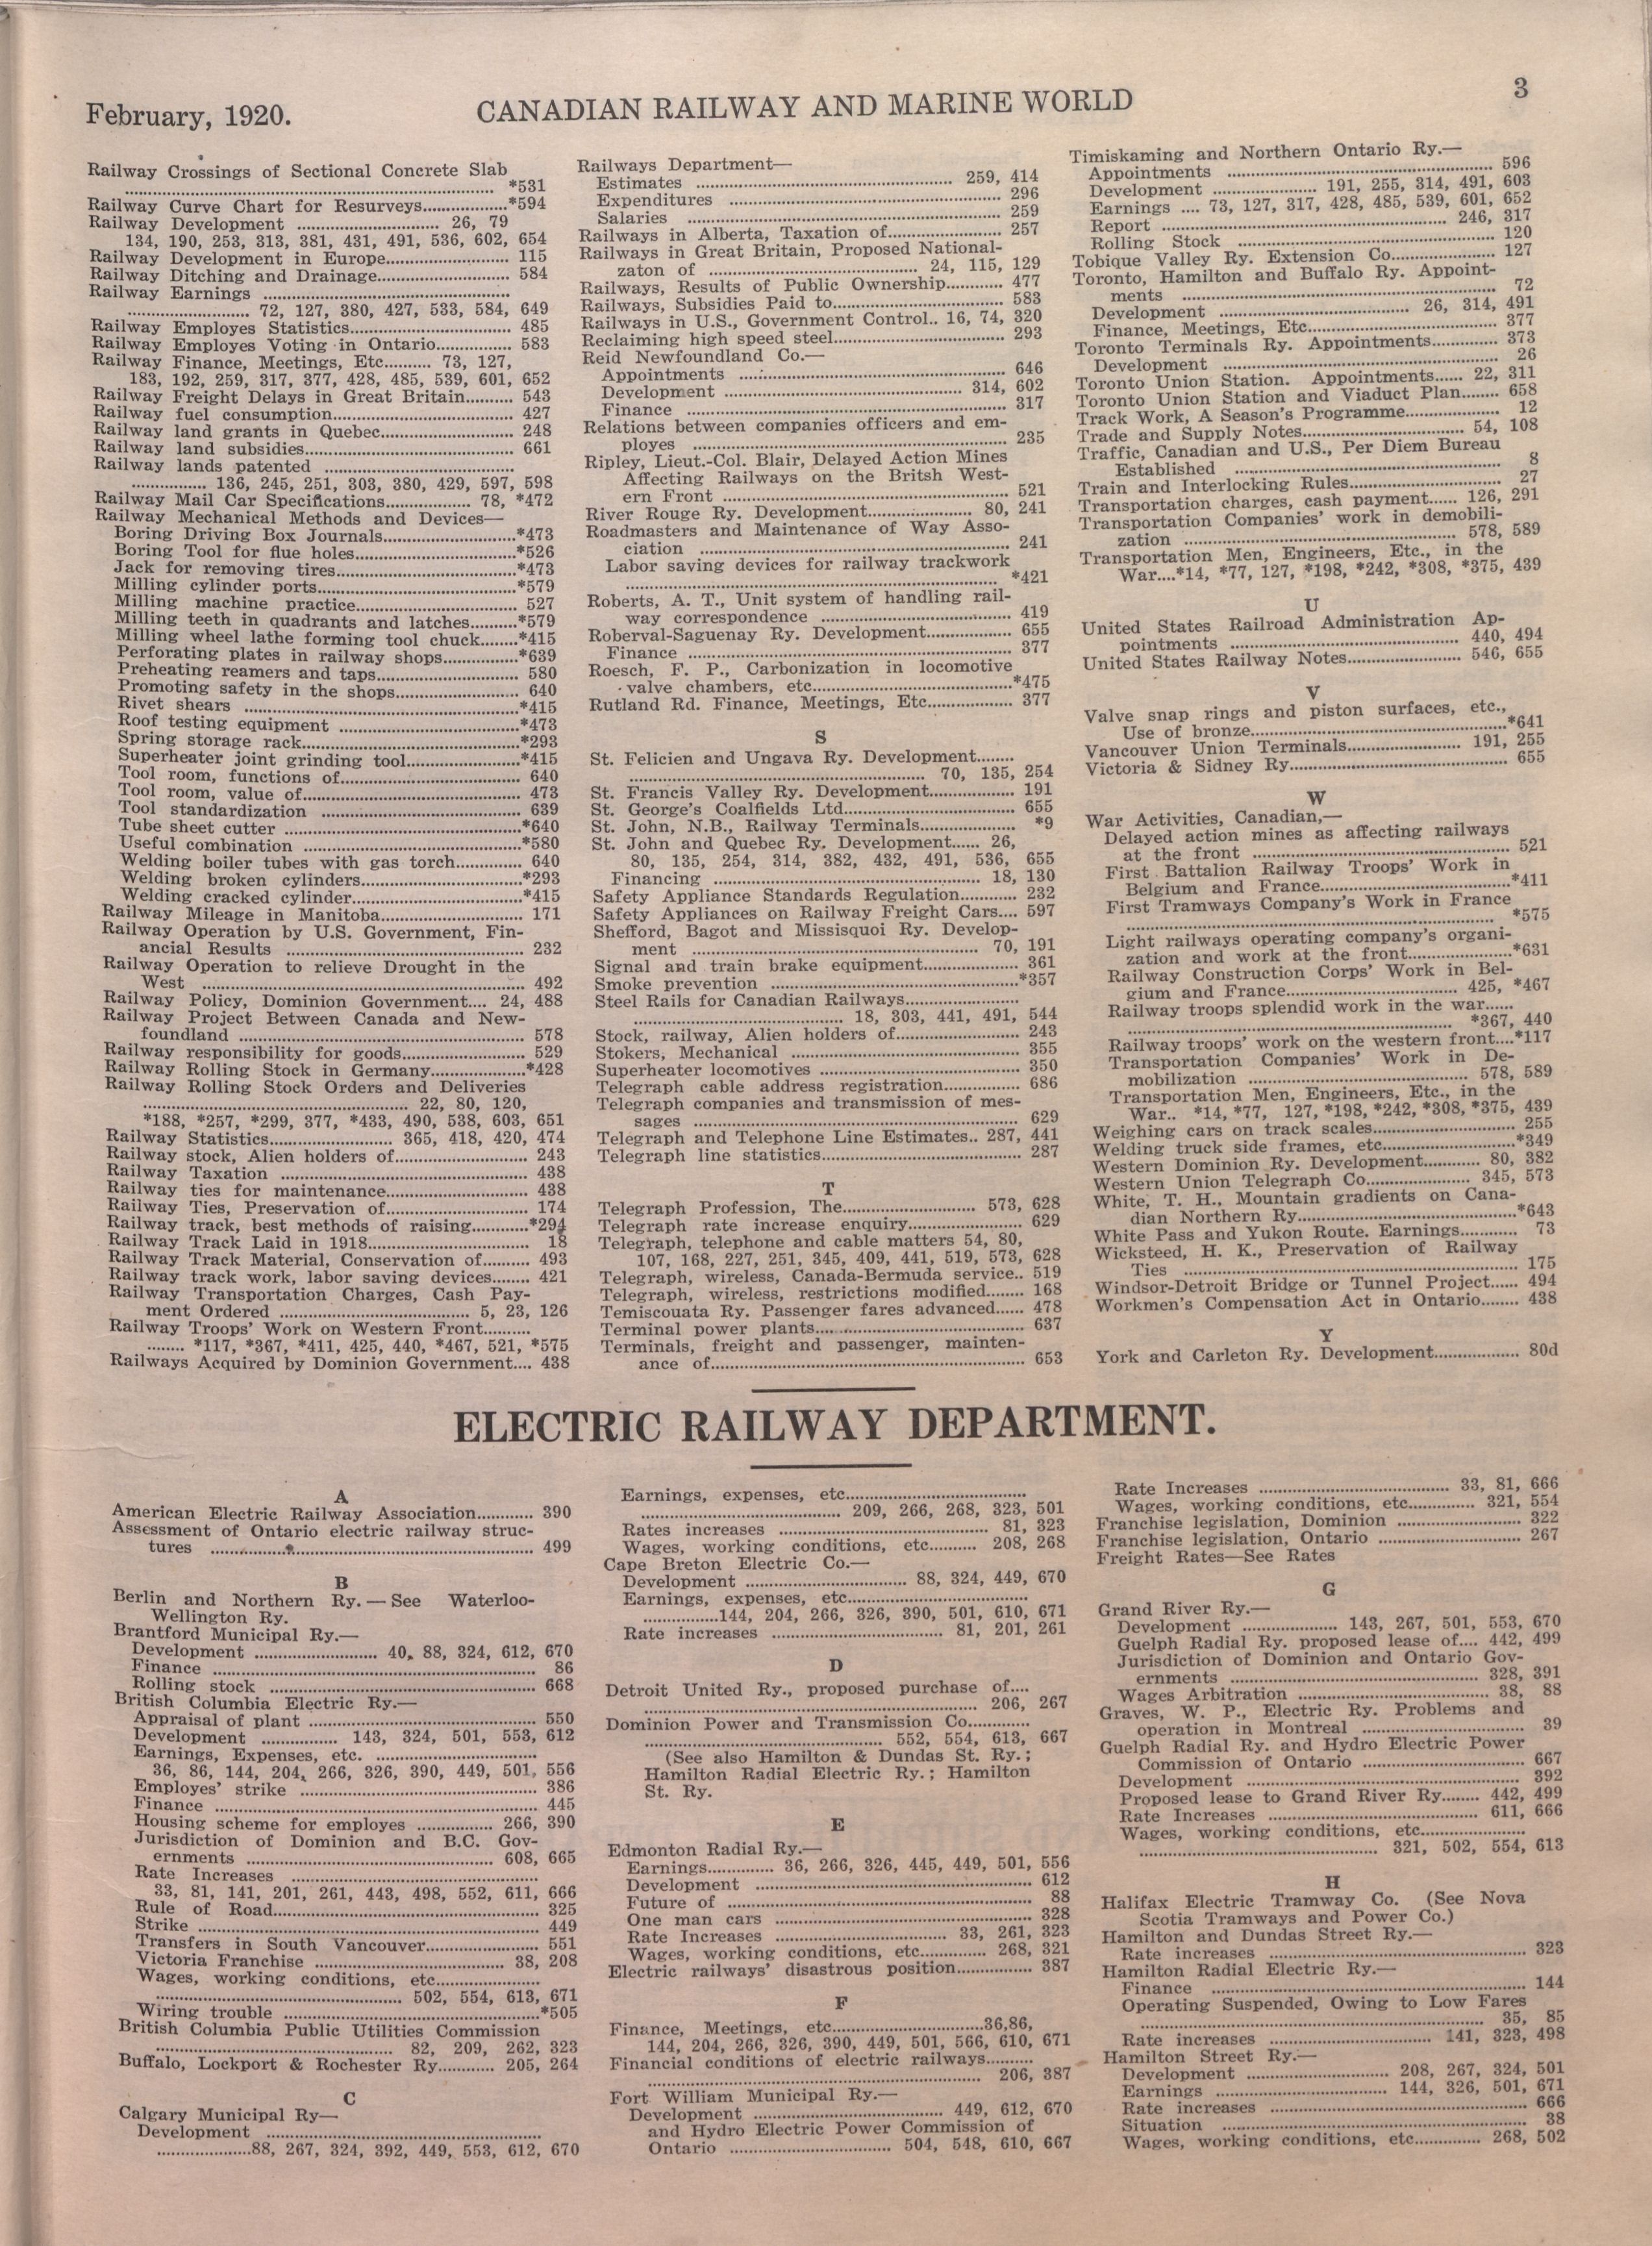 February, 1920.
CANADIAN RAILWAY AND MARINE WORLD
3
Railway Crossings of Sectional Concrete Slab
............ *531
Railway Curve Chart for Resurveys............*594
Railway Development ............ 26, 79
134, 190, 253, 313, 381, 431, 491, 536, 602, 654
Railway Development in Europe............ 115
Railway Ditching and Drainage............ 584
Railway Earnings ............
............ 72, 127, 380, 427, 533, 584, 649
Railway Employes Statistics............ 485
Railway Employes Voting in Ontario............ 583
Railway Finance, Meetings, Etc.......... 73, 127,
183, 192, 259, 317, 377, 428, 485, 539, 601, 652
Railway Freight Delays in Great Britain.......... 543
Railway fuel consumption............ 427
Railway land grants in Quebec............ 248
Railway land subsidies............ 661
Railway lands patented ............
............ 136, 245, 251, 303, 380, 429, 597, 598
Railway Mail Car Specifications............ 78, *472
Railway Mechanical Methods and Devices—
Boring Driving Box Journals............*473
Boring Tool for flue holes............*526
Jack for removing tires............*473
Milling cylinder ports............*579
Milling machine practice............ 527
Milling teeth in quadrants and latches..........*579
Milling wheel lathe forming tool chuck........*415
Perforating plates in railway shops............*639
Preheating reamers and taps............ 580
Promoting safety in the shops............ 640
Rivet shears ............*415
Roof testing equipment ............*473
Spring storage rack............*293
Superheater joint grinding tool............*415
Tool room, functions of............ 640
Tool room, value of............ 473
Tool standardization ............ 639
Tube sheet cutter ............*640
Useful combination ............*580
Welding boiler tubes with gas torch............ 640
Welding broken cylinders............*293
Welding cracked cylinder............*415
Railway Mileage in Manitoba............ 171
Railway Operation by U.S. Government, Fin-
ancial Results ............ 232
Railway Operation to relieve Drought in the
West ............ 492
Railway Policy, Dominion Government.... 24, 488
Railway Project Between Canada and New-
foundland ............ 578
Railway responsibility for goods............ 529
Railway Rolling Stock in Germany............*428
Railway Rolling Stock Orders and Deliveries
............ 22, 80, 120,
*188, *257, *299, 377, *433, 490, 538, 603, 651
Railway Statistics............ 365, 418, 420, 474
Railway stock, Alien holders of............ 243
Railway Taxation ............ 438
Railway ties for maintenance............ 438
Railway Ties, Preservation of............ 174
Railway track, best methods of raising............*294
Railway Track Laid in 1918............ 18
Railway Track Material, Conservation of.......... 493
Railway track work, labor saving devices........ 421
Railway Transportation Charges, Cash Pay-
ment Ordered ............ 5, 23, 126
Railway Troops' Work on Western Front..........
........ *117, *367, *411, 425, 440, *467, 521, *575
Railways Acquired by Dominion Government.... 438
Railways Department—
Estimates ............ 259, 414
Expenditures ............ 296
Salaries ............ 259
Railways in Alberta, Taxation of............ 257
Railways in Great Britain, Proposed National-
zaton of ............ 24, 115, 129
Railways, Results of Public Ownership............ 477
Railways, Subsidies Paid to............ 583
Railways in U.S., Government Control.. 16, 74, 320
Reclaiming high speed steel............ 293
Reid Newfoundland Co.—
Appointments ............ 646
Development ............ 314, 602
Finance ............ 317
Relations between companies officers and em-
ployes ............ 235
Ripley, Lieut.-Col. Blair, Delayed Action Mines
Affecting Railways on the Britsh West-
ern Front ............ 521
River Rouge Ry. Development............ 80, 241
Roadmasters and Maintenance of Way Asso-
ciation ............ 241
Labor saving devices for railway trackwork
............ *421
Roberts, A. T., Unit system of handling rail-
way correspondence ............ 419
Roberval-Saguenay Ry. Development............ 655
Finance ............ 377
Roesch, F. P., Carbonization in locomotive
valve chambers, etc............*475
Rutland Rd. Finance, Meetings, Etc............ 377
S
St. Felicien and Ungava Ry. Development........
............ 70, 135, 254
St. Francis Valley Ry. Development............ 191
St. George's Coalfields Ltd............ 655
St. John, N.B., Railway Terminals............ *9
St. John and Quebec Ry. Development...... 26,
80, 135, 254, 314, 382, 432, 491, 536, 655
Financing ............ 18, 130
Safety Appliance Standards Regulation............ 232
Safety Appliances on Railway Freight Cars.... 597
Shefford, Bagot and Missisquoi Ry. Develop-
ment ............ 70, 191
Signal and train brake equipment............ 361
Smoke prevention ............*357
Steel Rails for Canadian Railways............
............ 18, 303, 441, 491, 544
Stock, railway, Alien holders of............ 243
Stokers, Mechanical ............ 355
Superheater locomotives ............ 350
Telegraph cable address registration............ 686
Telegraph companies and transmission of mes-
sages ............ 629
Telegraph and Telephone Line Estimates.. 287, 441
Telegraph line statistics............ 287
T
Telegraph Profession, The............ 573, 628
Telegraph rate increase enquiry............ 629
Telegraph, telephone and cable matters 54, 80,
107, 168, 227, 251, 345, 409, 441, 519, 573, 628
Telegraph, wireless, Canada-Bermuda service.. 519
Telegraph, wireless, restrictions modified........ 168
Temiscouata Ry. Passenger fares advanced...... 478
Terminal power plants............ 637
Terminals, freight and passenger, mainten-
ance of............ 653
Timiskaming and Northern Ontario Ry.—
Appointments ............ 596
Development ............ 191, 255, 314, 491, 603
Earnings .... 73, 127, 317, 428, 485, 539, 601, 652
Report ............ 246, 317
Rolling Stock ............ 120
Tobique Valley Ry. Extension Co............ 127
Toronto, Hamilton and Buffalo Ry. Appoint-
ments ............ 72
Development ............ 26, 314, 491
Finance, Meetings, Etc............ 377
Toronto Terminals Ry. Appointments............ 373
Development ............ 26
Toronto Union Station. Appointments...... 22, 311
Toronto Union Station and Viaduct Plan........ 658
Track Work, A Season's Programme............ 12
Trade and Supply Notes............ 54, 108
Traffic, Canadian and U.S., Per Diem Bureau
Established ............ 8
Train and Interlocking Rules............ 27
Transportation charges, cash payment...... 126, 291
Transportation Companies' work in demobili-
zation ............ 578, 589
Transportation Men, Engineers, Etc., in the
War....*14, *77, 127, *198, *242, *308, *375, 439
U
United States Railroad Administration Ap-
pointments ............ 440, 494
United States Railway Notes............ 546, 655
V
Valve snap rings and piston surfaces, etc.,
Use of bronze............*641
Vancouver Union Terminals............ 191, 255
Victoria & Sidney Ry............ 655
W
War Activities, Canadian,—
Delayed action mines as affecting railways
at the front ............ 521
First Battalion Railway Troops' Work in
Belgium and France............*411
First Tramways Company's Work in France
............ *575
Light railways operating company's organi-
zation and work at the front............*631
Railway Construction Corps' Work in Bel-
gium and France............ 425, *467
Railway troops splendid work in the war......
............ *367, 440
Railway troops' work on the western front....*117
Transportation Companies' Work in De-
mobilization ............ 578, 589
Transportation Men, Engineers, Etc., in the
War.. *14, *77, 127, *198, *242, *308, *375, 439
Weighing cars on track scales............ 255
Welding truck side frames, etc............*349
Western Dominion Ry. Development............ 80, 382
Western Union Telegraph Co............ 345, 573
White, T. H., Mountain gradients on Cana-
dian Northern Ry............*643
White Pass and Yukon Route. Earnings............ 73
Wicksteed, H. K., Preservation of Railway
Ties ............ 175
Windsor-Detroit Bridge or Tunnel Project...... 494
Workmen's Compensation Act in Ontario........ 438
Y
York and Carleton Ry. Development............ 80d
ELECTRIC RAILWAY DEPARTMENT.
A
American Electric Railway Association............ 390
Assessment of Ontario electric railway struc-
tures ............ 499
B
Berlin and Northern Ry. — See Waterloo-
Wellington Ry.
Brantford Municipal Ry.—
Development ............ 40, 88, 324, 612, 670
Finance ............ 86
Rolling stock ............ 668
British Columbia Electric Ry.—
Appraisal of plant ............ 550
Development ............ 143, 324, 501, 553, 612
Earnings, Expenses, etc. ............
36, 86, 144, 204, 266, 326, 390, 449, 501, 556
Employes' strike ............ 386
Finance ............ 445
Housing scheme for employes ............ 266, 390
Jurisdiction of Dominion and B.C. Gov-
ernments ............ 608, 665
Rate Increases ............
33, 81, 141, 201, 261, 443, 498, 552, 611, 666
Rule of Road............ 325
Strike ............ 449
Transfers in South Vancouver............ 551
Victoria Franchise ............ 38, 208
Wages, working conditions, etc............
............ 502, 554, 613, 671
Wiring trouble ............*505
British Columbia Public Utilities Commission
............ 82, 209, 262, 323
Buffalo, Lockport & Rochester Ry............ 205, 264
C
Calgary Municipal Ry—
Development ............
............88, 267, 324, 392, 449, 553, 612, 670
Earnings, expenses, etc............
............ 209, 266, 268, 323, 501
Rates increases ............ 81, 323
Wages, working conditions, etc.......... 208, 268
Cape Breton Electric Co.—
Development ............ 88, 324, 449, 670
Earnings, expenses, etc............
............144, 204, 266, 326, 390, 501, 610, 671
Rate increases ............ 81, 201, 261
D
Detroit United Ry., proposed purchase of....
............ 206, 267
Dominion Power and Transmission Co............
............ 552, 554, 613, 667
(See also Hamilton & Dundas St. Ry.;
Hamilton Radial Electric Ry.; Hamilton
St. Ry.
E
Edmonton Radial Ry.—
Earnings............ 36, 266, 326, 445, 449, 501, 556
Development ............ 612
Future of ............ 88
One man cars ............ 328
Rate Increases ............ 33, 261, 323
Wages, working conditions, etc............ 268, 321
Electric railways' disastrous position............ 387
F
Finance, Meetings, etc............36,86,
144, 204, 266, 326, 390, 449, 501, 566, 610, 671
Financial conditions of electric railways..........
............ 206, 387
Fort William Municipal Ry.—
Development ............ 449, 612, 670
and Hydro Electric Power Commission of
Ontario ............ 504, 548, 610, 667
Rate Increases ............ 33, 81, 666
Wages, working conditions, etc............ 321, 554
Franchise legislation, Dominion ............ 322
Franchise legislation, Ontario ............ 267
Freight Rates—See Rates
G
Grand River Ry.—
Development ............ 143, 267, 501, 553, 670
Guelph Radial Ry. proposed lease of.... 442, 499
Jurisdiction of Dominion and Ontario Gov-
ernments ............ 328, 391
Wages Arbitration ............ 38, 88
Graves, W. P., Electric Ry. Problems and
operation in Montreal ............ 39
Guelph Radial Ry. and Hydro Electric Power
Commission of Ontario ............ 667
Development ............ 392
Proposed lease to Grand River Ry........ 442, 499
Rate Increases ............ 611, 666
Wages, working conditions, etc............
............ 321, 502, 554, 613
H
Halifax Electric Tramway Co. (See Nova
Scotia Tramways and Power Co.)
Hamilton and Dundas Street Ry.—
Rate increases ............ 323
Hamilton Radial Electric Ry.—
Finance ............ 144
Operating Suspended, Owing to Low Fares
............ 35, 85
Rate increases ............ 141, 323, 498
Hamilton Street Ry.—
Development ............ 208, 267, 324, 501
Earnings ............ 144, 326, 501, 671
Rate increases ............ 666
Situation ............ 38
Wages, working conditions, etc............ 268, 502